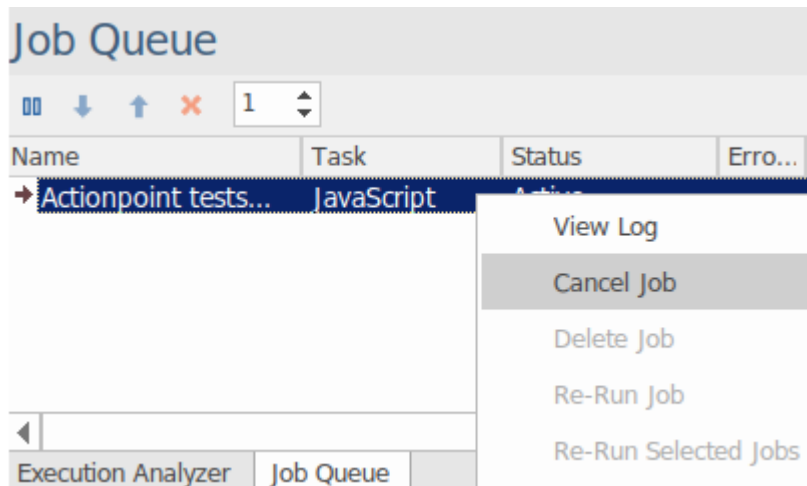 Job Queue
1
Name Task Status Erro...
Actionpoint tests... JavaScript
View Log
Cancel Job
Delete Job
Re-Run Job
Re-Run Selected Jobs
Execution Analyzer Job Queue